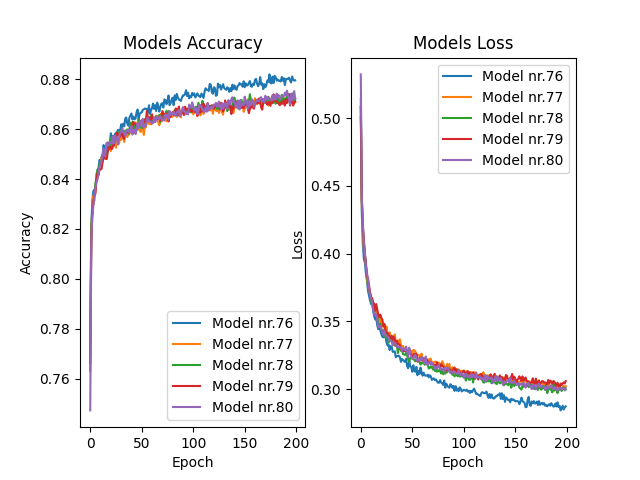 Models Accuracy
Accuracy
0.88
0.86
0.84
0.82
0.80
0.78
0.76
Model nr.76
Model nr.77
Model nr.78
Model nr.79
Model nr.80
0
50
100
150
200
Epoch
Models Loss
Loss
0.50
0.45
0.40
0.35
0.30
Model nr.76
Model nr.77
Model nr.78
Model nr.79
Model nr.80
0
50
100
150
200
Epoch